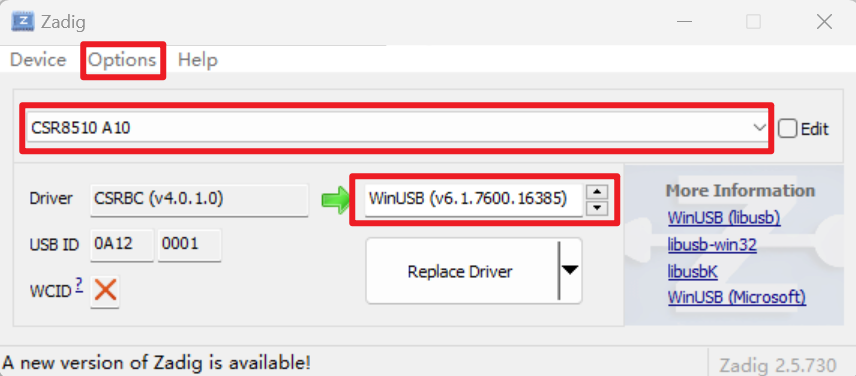 Zadig
Device Options Help
CSR8510 A10 Edit
Driver CSRBC (v4.0.1.0) WinUSB (v6.1.7600.16385)
USB ID 0A12 0001
WCID ?
Replace Driver
More Information
WinUSB (libusb)
libusb-win32
libusbK
WinUSB (Microsoft)
A new version of Zadig is available! Zadig 2.5.730